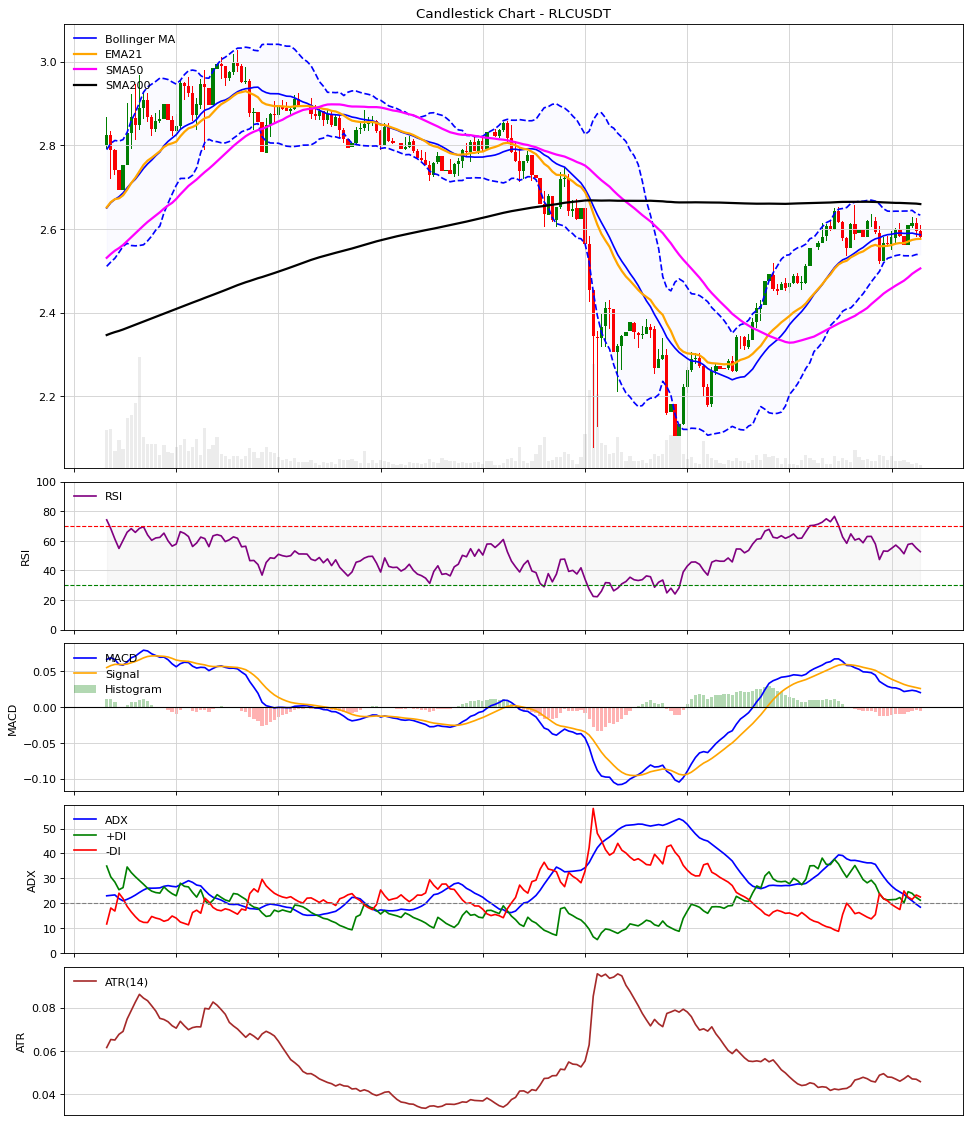 Candlestick Chart - RLCUSDT
Bollinger MA
EMA21
SMA50
SMA200
3.0
2.8
2.6
2.4
2.2
RSI
RSI
100
80
60
40
20
0
MACD
Signal
Histogram
MACD
0.05
0.00
−0.05
−0.10
ADX
+DI
-DI
ADX
50
40
30
20
10
0
ATR(14)
ATR
0.08
0.06
0.04